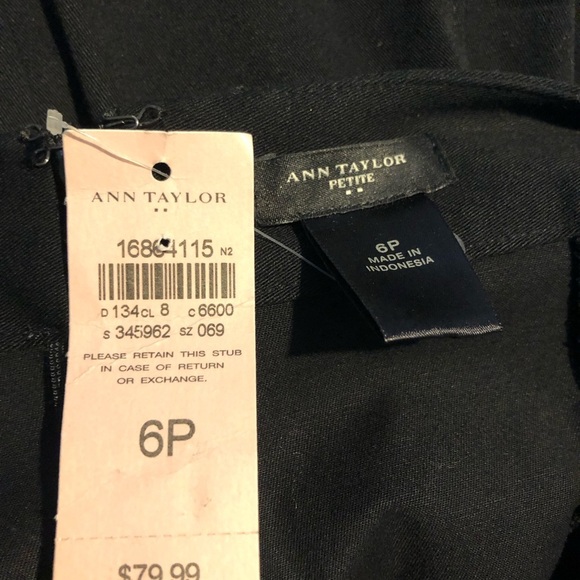 ANN TAYLOR
16864115 N2
D 134 CL 8 C 6600
S 345962 SZ 069
PLEASE RETAIN THIS STUB
IN CASE OF RETURN
OR EXCHANGE.
6P
$79.99
ANN TAYLOR
PETITE
6P
MADE IN
INDONESIA